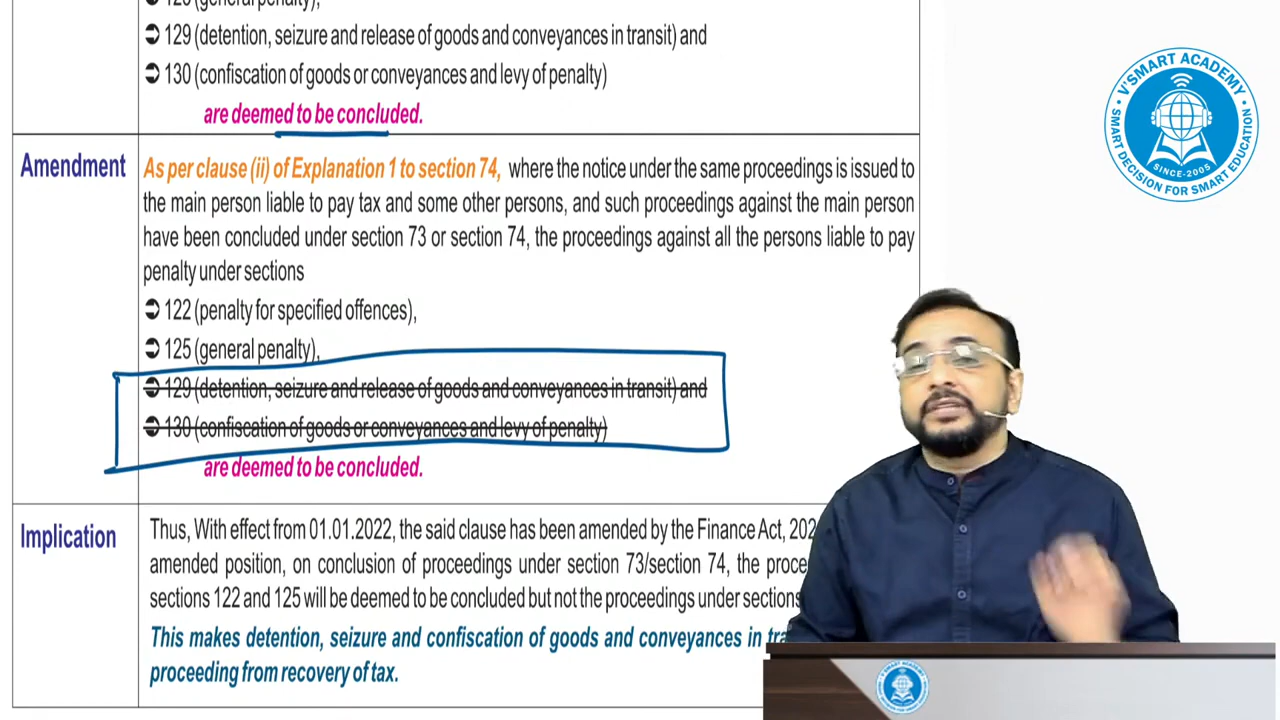 (general penalty),
➲ 129 (detention, seizure and release of goods and conveyances in transit) and
➲ 130 (confiscation of goods or conveyances and levy of penalty)
are deemed to be concluded.
Amendment
As per clause (ii) of Explanation 1 to section 74, where the notice under the same proceedings is issued to
the main person liable to pay tax and some other persons, and such proceedings against the main person
have been concluded under section 73 or section 74, the proceedings against all the persons liable to pay
penalty under sections
➲ 122 (penalty for specified offences),
➲ 125 (general penalty),
➲ 129 (detention, seizure and release of goods and conveyances in transit) and
➲ 130 (confiscation of goods or conveyances and levy of penalty)
are deemed to be concluded.
Implication
Thus, With effect from 01.01.2022, the said clause has been amended by the Finance Act,
amended position, on conclusion of proceedings under section 73/section 74, the
sections 122 and 125 will be deemed to be concluded but not the proceedings under sections
This makes detention, seizure and confiscation of goods and conveyances in
proceeding from recovery of tax.
V'SMART ACADEMY
SINCE-2005
SMART DECISION FOR SMART EDUCATION